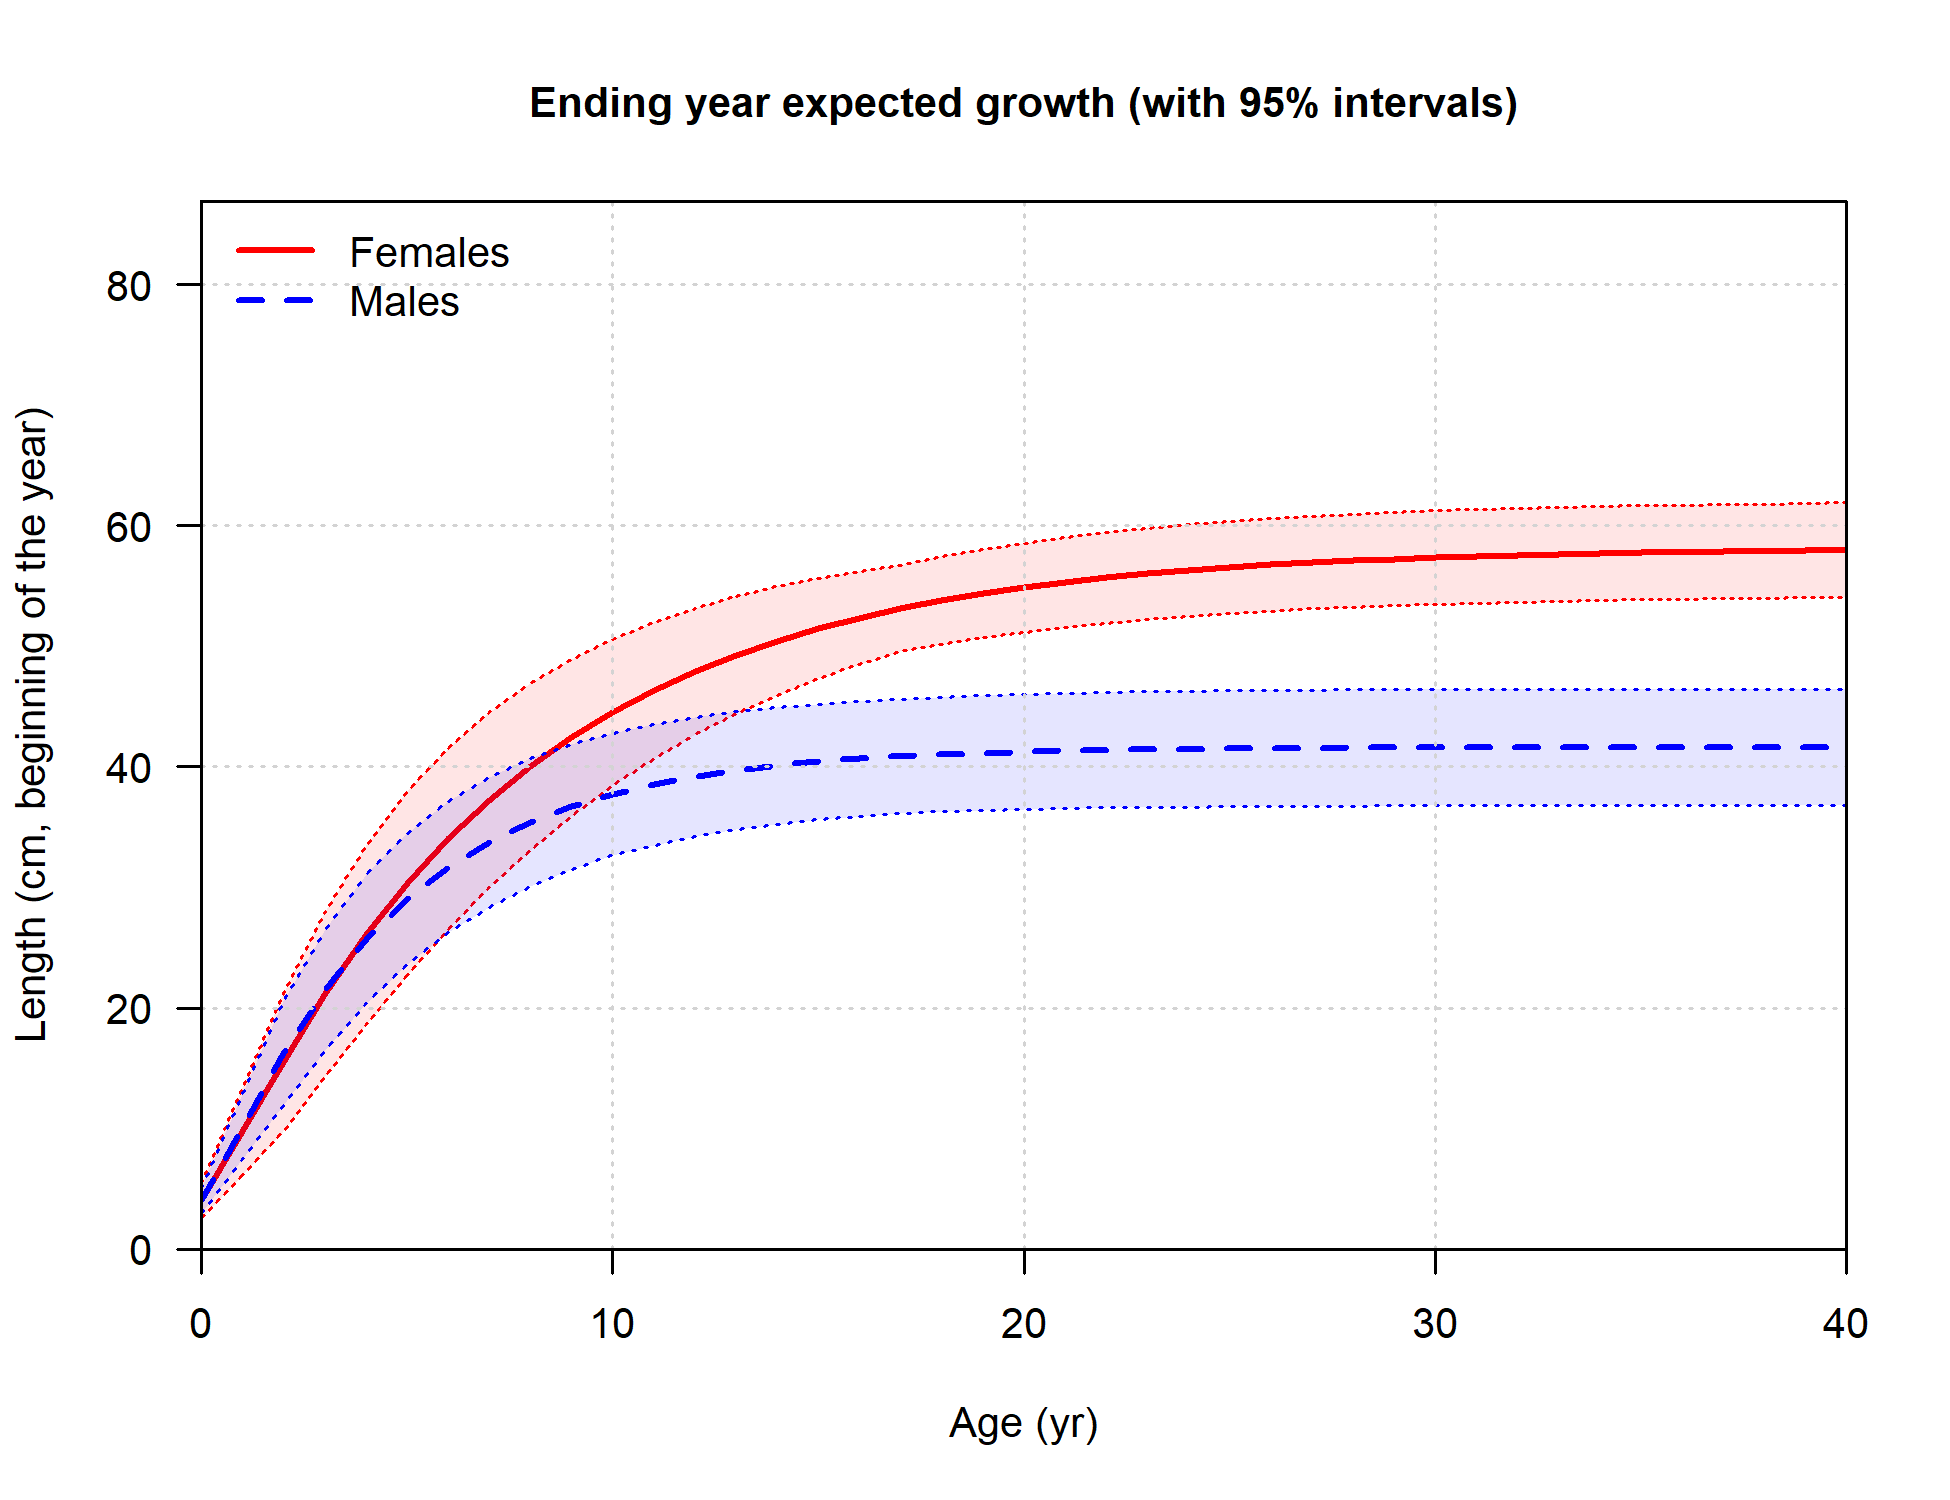 Ending year expected growth (with 95% intervals)
Females
Males
80
60
40
20
0
Length (cm, beginning of the year)
0 10 20 30 40
Age (yr)